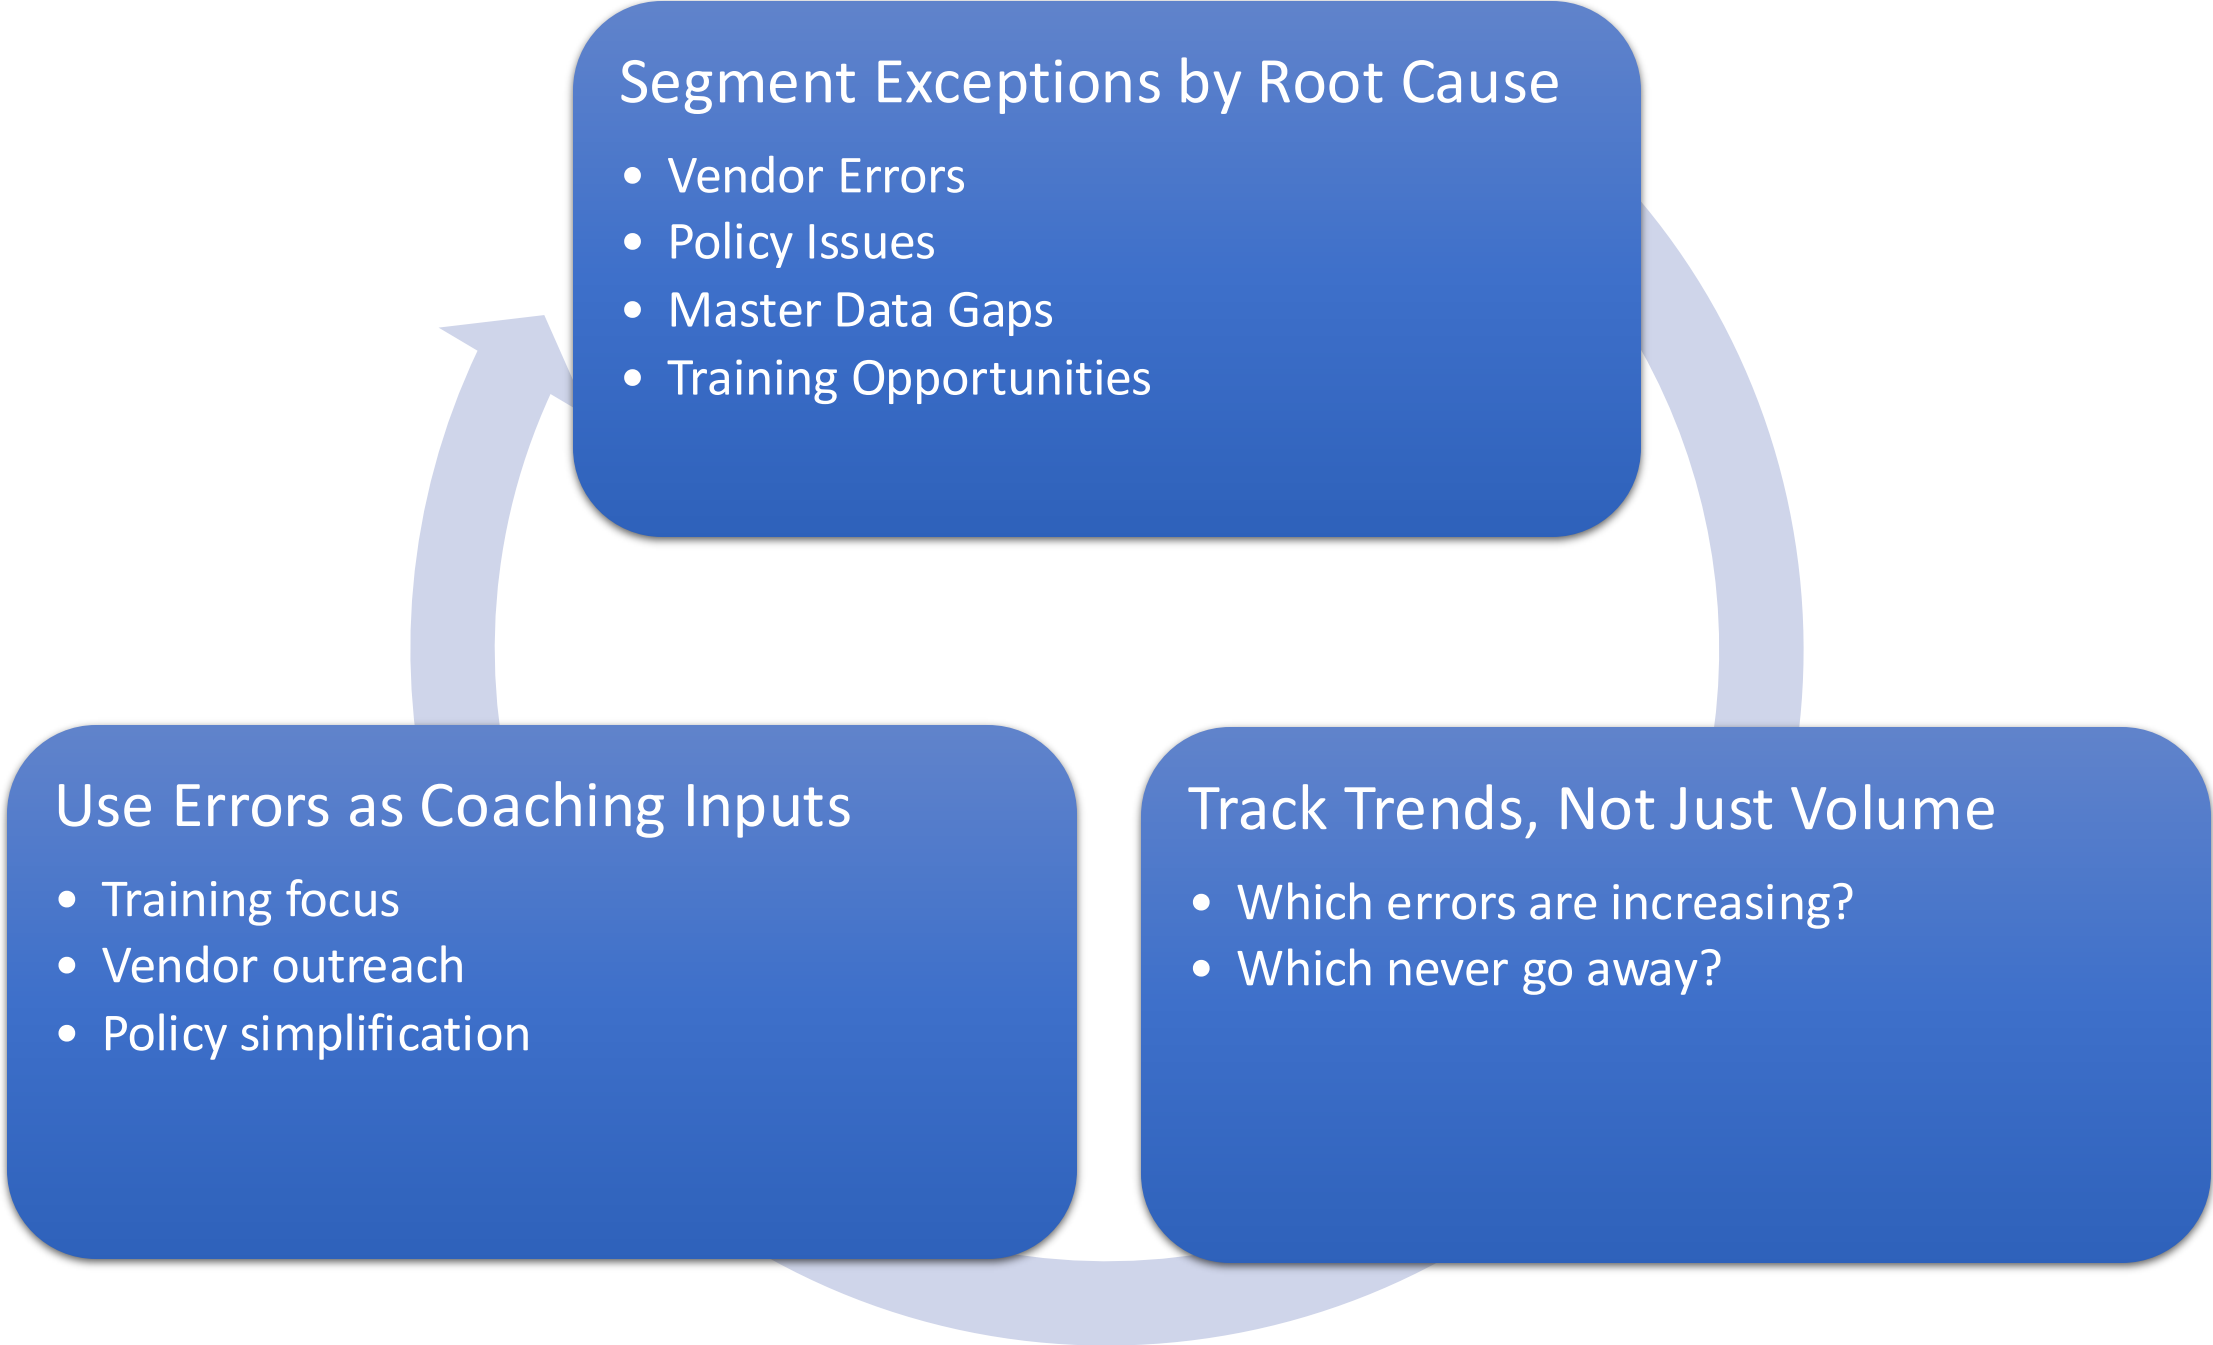 Segment Exceptions by Root Cause
• Vendor Errors
• Policy Issues
• Master Data Gaps
• Training Opportunities
Use Errors as Coaching Inputs
• Training focus
• Vendor outreach
• Policy simplification
Track Trends, Not Just Volume
• Which errors are increasing?
• Which never go away?